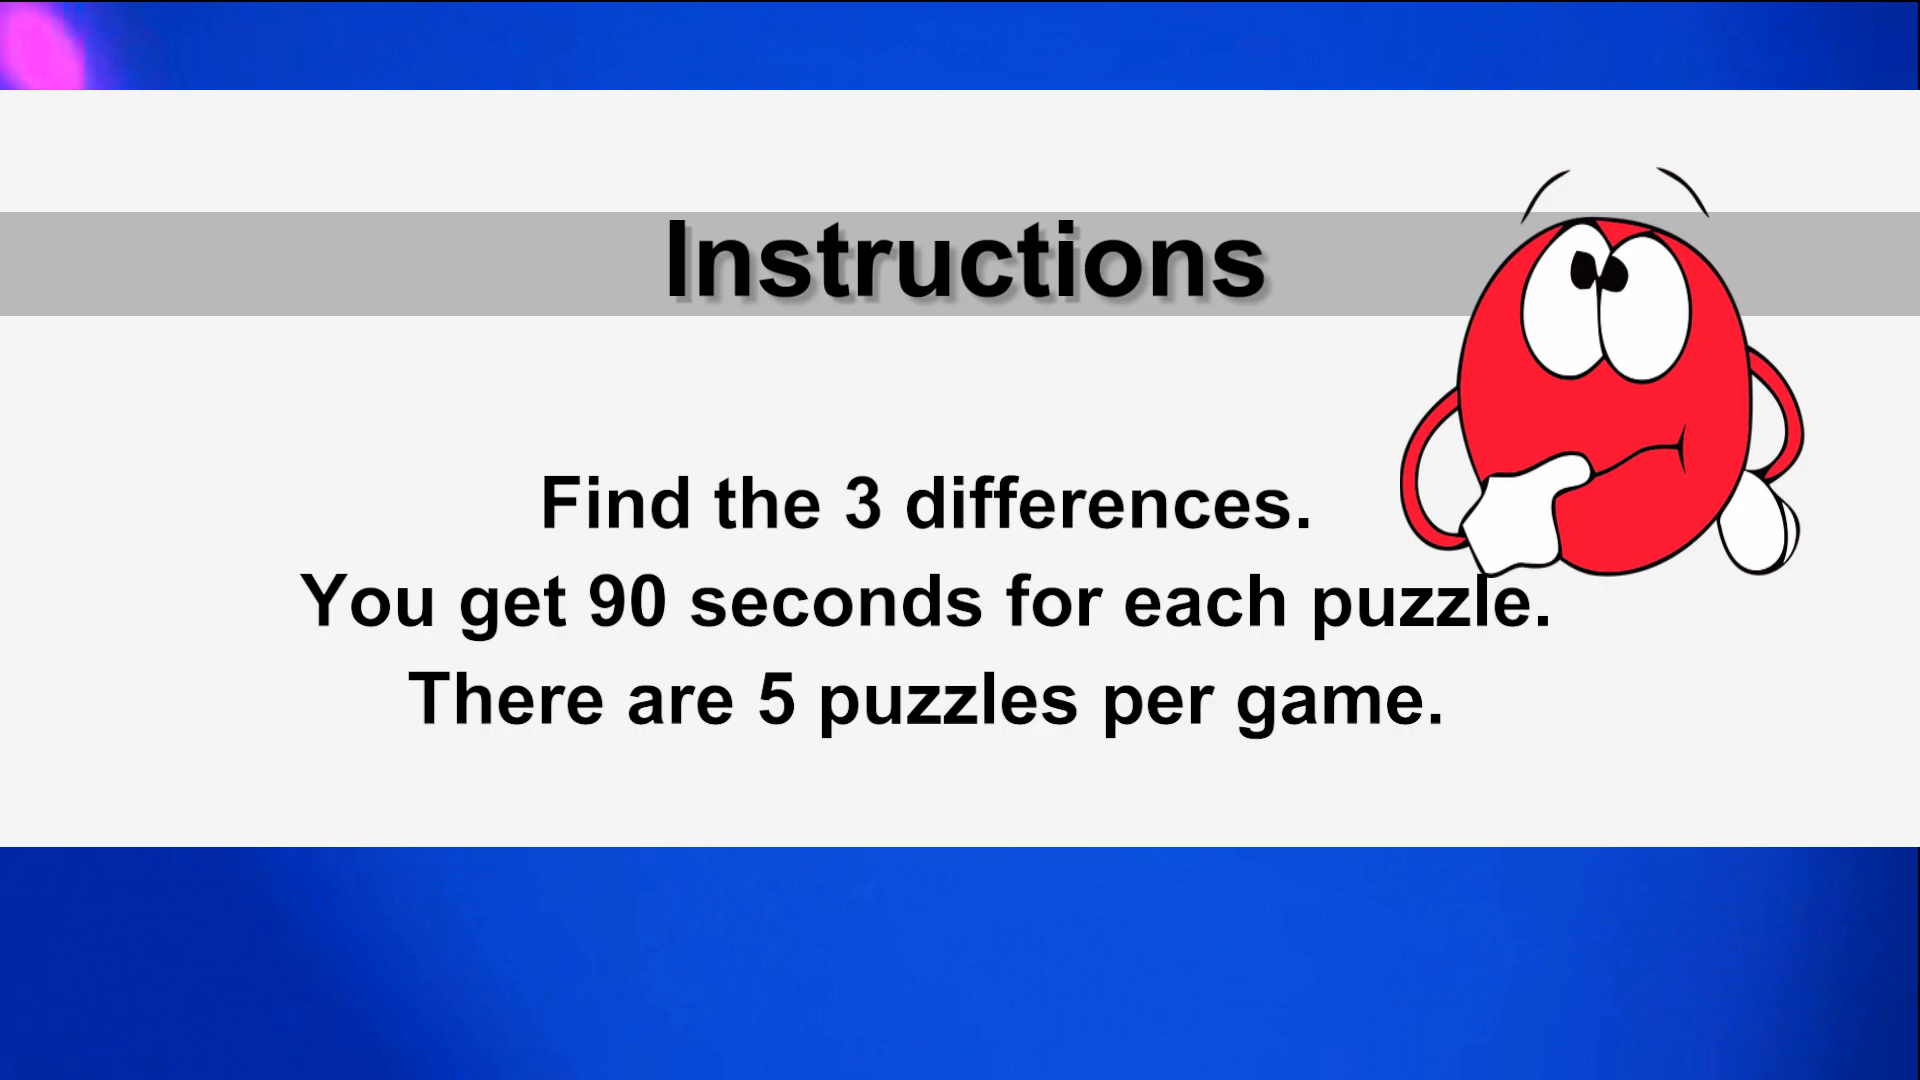 Instructions
Find the 3 differences.
You get 90 seconds for each puzzle.
There are 5 puzzles per game.